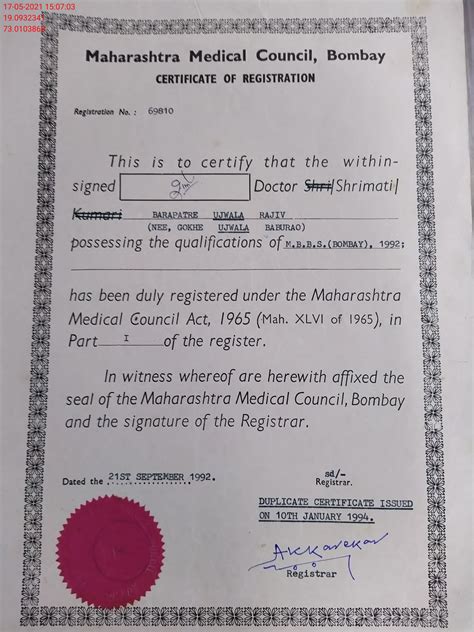 17-05-2021 15:07:03
19.0932341
73.0103868
Maharashtra Medical Council, Bombay
CERTIFICATE OF REGISTRATION
Registration No. : 69810
This is to certify that the within-
signed Doctor Shri/Shrimati/
Kumari BARAPATRE UJWALA RAJIV
(NEE, GOKHE UJWALA BABURAO)
possessing the qualifications of M.B.B.S.(BOMBAY), 1992;
has been duly registered under the Maharashtra
Medical Council Act, 1965 (Mah. XLVI of 1965), in
Part I of the register.
In witness whereof are herewith affixed the
seal of the Maharashtra Medical Council, Bombay
and the signature of the Registrar.
Dated the 21ST SEPTEMBER 1992.
sd/-
Registrar.
DUPLICATE CERTIFICATE ISSUED
ON 10TH JANUARY 1994.
AKKarekar
Registrar